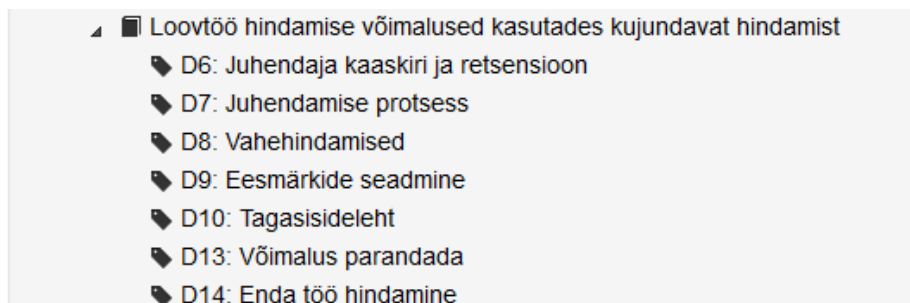 Loovtöö hindamise võimalused kasutades kujundavat hindamist
D6: Juhendaja kaaskiri ja retsensioon
D7: Juhendamise protsess
D8: Vahehindamised
D9: Eesmärkide seadmine
D10: Tagasisideleht
D13: Võimalus parandada
D14: Enda töö hindamine